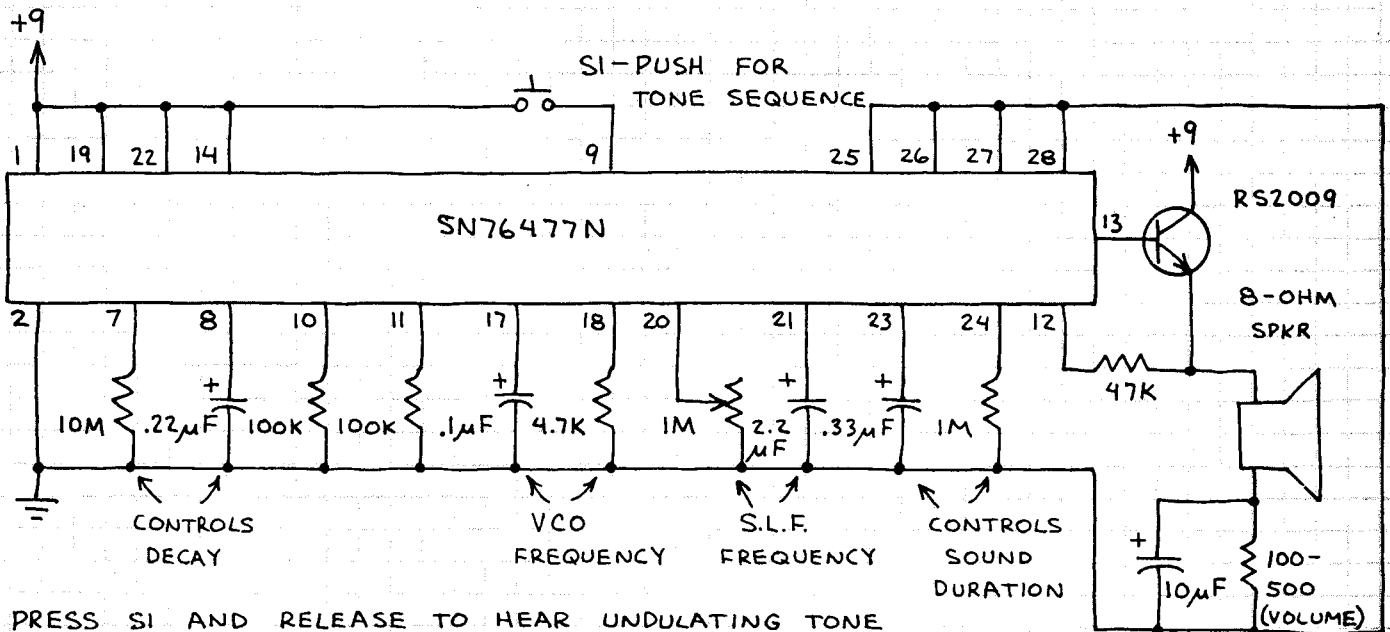 +9
S1-PUSH FOR
TONE SEQUENCE
+9
1 19 22 14 9 25 26 27 28
RS2009
SN76477N
13
8-OHM
SPKR
2 7 8 10 11 17 18 20 21 23 24 12
+ + + +
47K
10M .22µF 100K 100K .1µF 4.7K 1M 2.2 µF .33µF 1M
CONTROLS
DECAY
VCO
FREQUENCY
S.L.F.
FREQUENCY
CONTROLS
SOUND
DURATION
+
10µF
100-
500
(VOLUME)
PRESS S1 AND RELEASE TO HEAR UNDULATING TONE